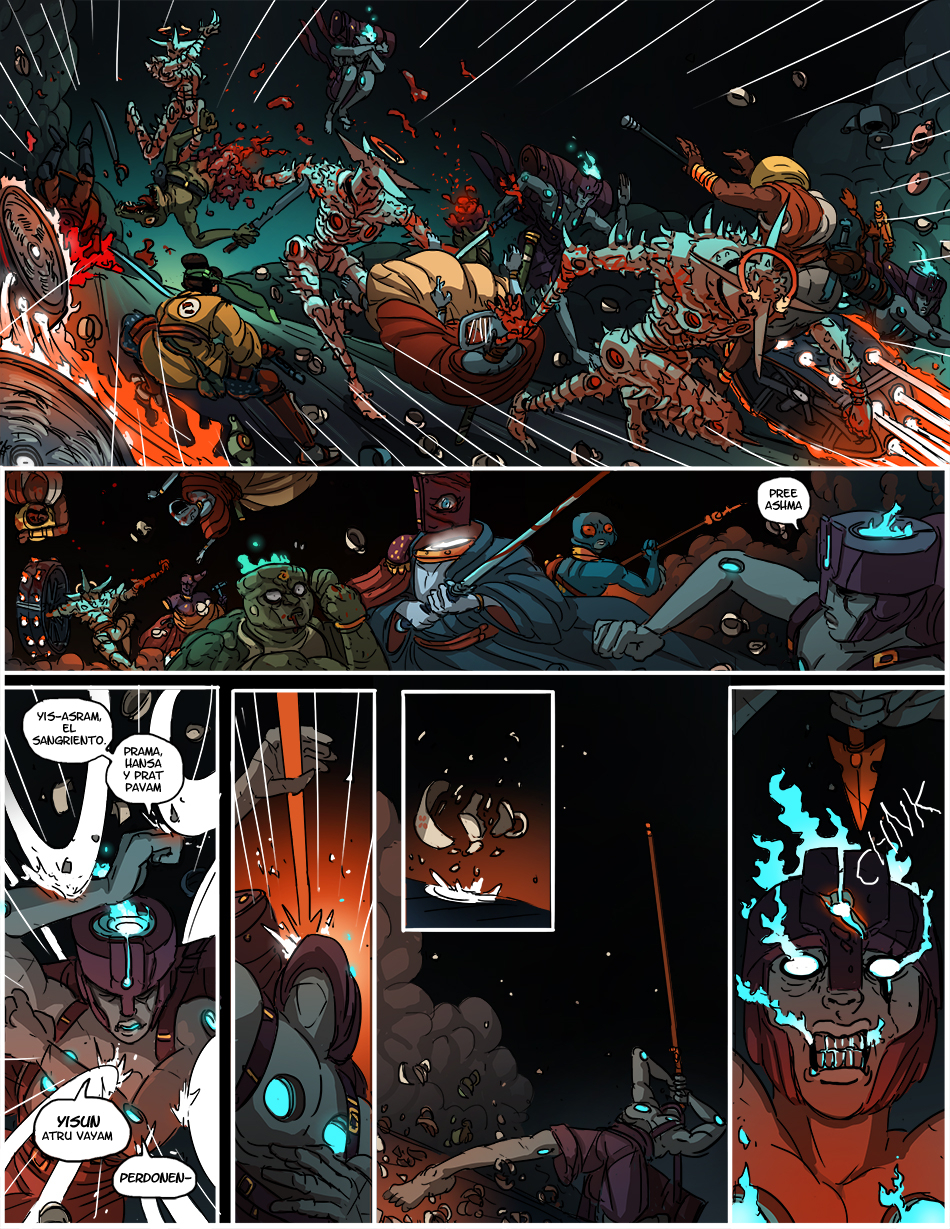 PREE
ASHMA
YIS-ASRAM,
EL
SANGRIENTO.
PRAMA,
HANSA
Y PRAT
PAVAM
YISUN
ATRU VAYAM
PERDONEN-
CHNK